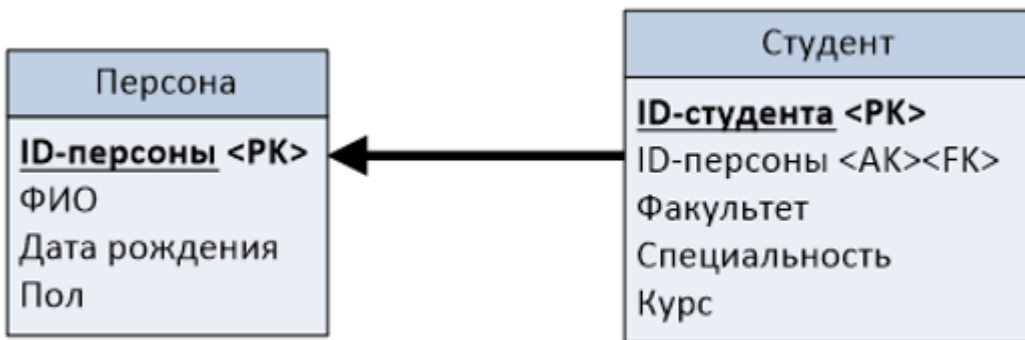 Персона
ID-персоны <PK>
ФИО
Дата рождения
Пол
Студент
ID-студента <PK>
ID-персоны <AK><FK>
Факультет
Специальность
Курс